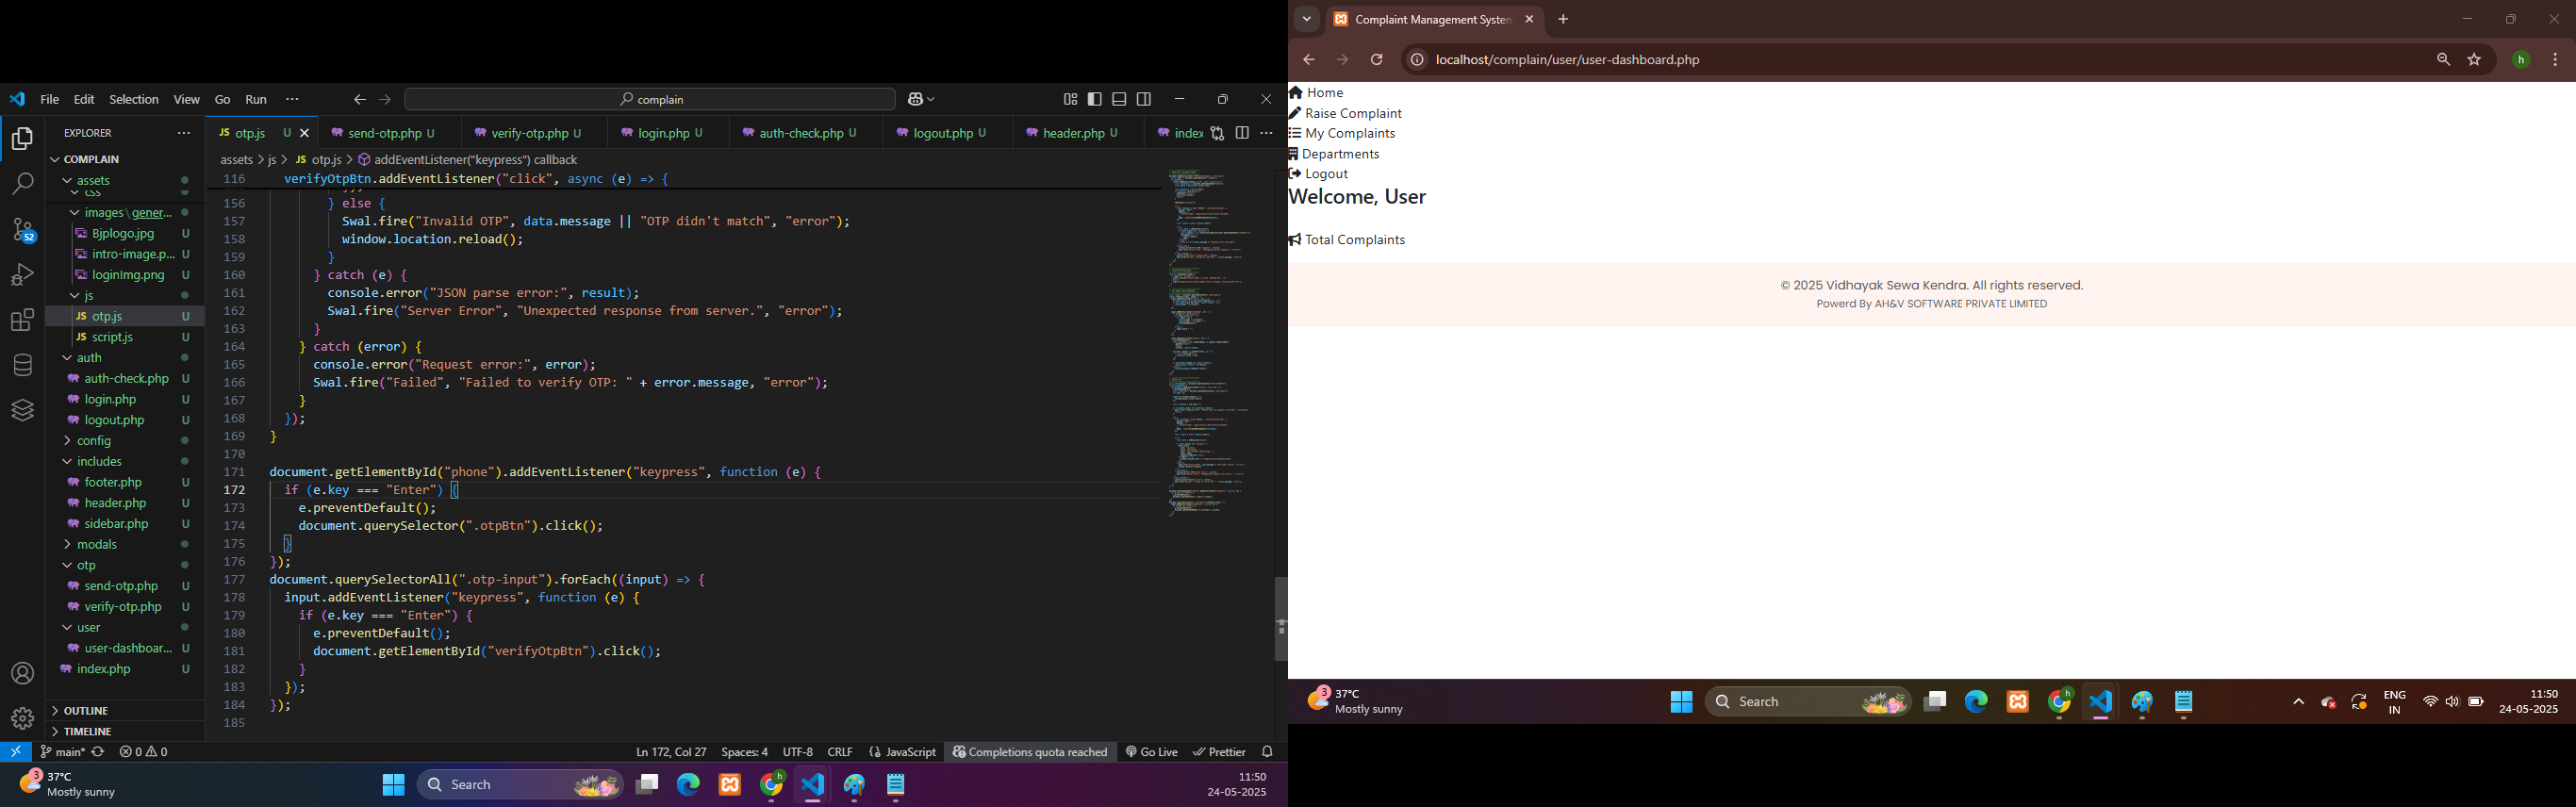 File Edit Selection View Go Run ···
complain
EXPLORER ···
COMPLAIN
assets
css
images\gener...
Bjplogo.jpg U
intro-image.p... U
loginImg.png U
js
JS otp.js U
JS script.js U
auth
auth-check.php U
login.php U
logout.php U
config
includes
footer.php U
header.php U
sidebar.php U
modals
otp
send-otp.php U
verify-otp.php U
user
user-dashboar... U
index.php U
OUTLINE
TIMELINE
52
JS otp.js U
send-otp.php U
verify-otp.php U
login.php U
auth-check.php U
logout.php U
header.php U
index
assets > js > JS otp.js > addEventListener("keypress") callback
116 verifyOtpBtn.addEventListener("click", async (e) => {
156 } else {
157 Swal.fire("Invalid OTP", data.message || "OTP didn't match", "error");
158 window.location.reload();
159 }
160 } catch (e) {
161 console.error("JSON parse error:", result);
162 Swal.fire("Server Error", "Unexpected response from server.", "error");
163 }
164 } catch (error) {
165 console.error("Request error:", error);
166 Swal.fire("Failed", "Failed to verify OTP: " + error.message, "error");
167 }
168 });
169 }
170
171 document.getElementById("phone").addEventListener("keypress", function (e) {
172 if (e.key === "Enter") {
173 e.preventDefault();
174 document.querySelector(".otpBtn").click();
175 }
176 });
177 document.querySelectorAll(".otp-input").forEach((input) => {
178 input.addEventListener("keypress", function (e) {
179 if (e.key === "Enter") {
180 e.preventDefault();
181 document.getElementById("verifyOtpBtn").click();
182 }
183 });
184 });
185
main* 0 0 Ln 172, Col 27 Spaces: 4 UTF-8 CRLF JavaScript Completions quota reached Go Live Prettier
3 37°C
Mostly sunny
Search
h
11:50
24-05-2025
Complaint Management System
localhost/complain/user/user-dashboard.php
h
Home
Raise Complaint
My Complaints
Departments
Logout
Welcome, User
Total Complaints
© 2025 Vidhayak Sewa Kendra. All rights reserved.
Powerd By AH&V SOFTWARE PRIVATE LIMITED
3 37°C
Mostly sunny
Search
h
ENG
IN
11:50
24-05-2025